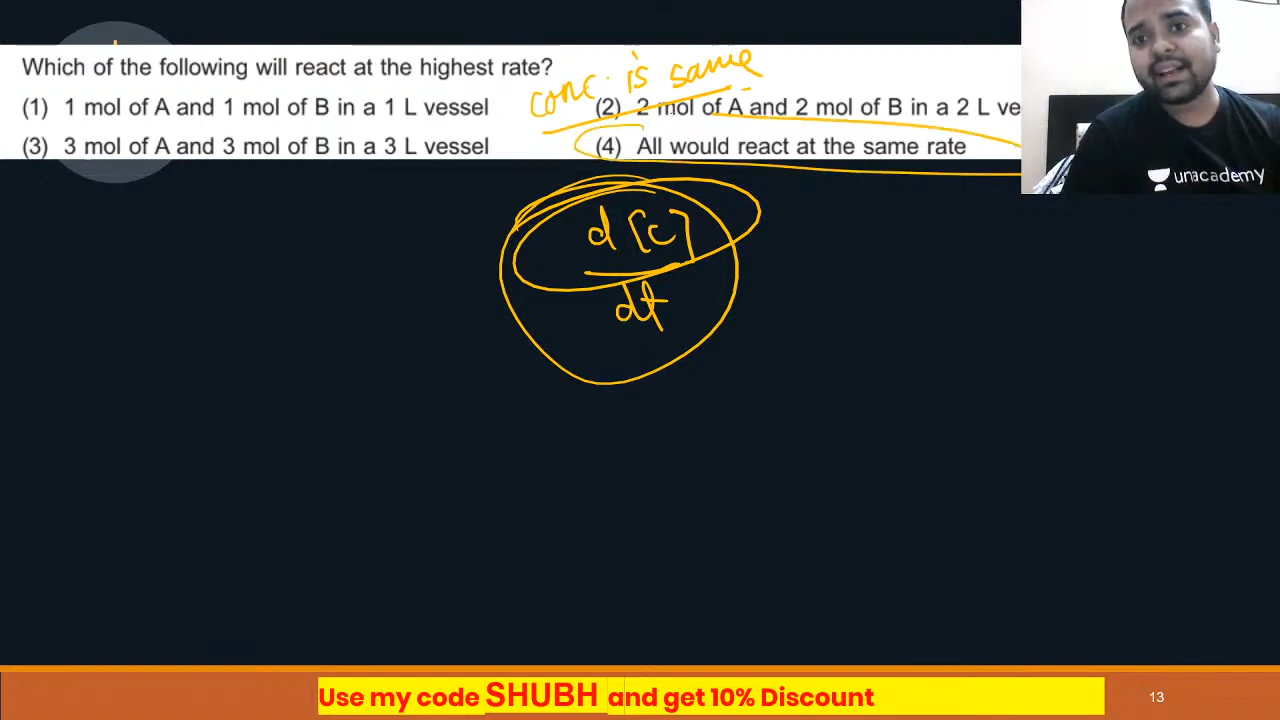 Which of the following will react at the highest rate?
conc. is same
(1) 1 mol of A and 1 mol of B in a 1 L vessel
(2) 2 mol of A and 2 mol of B in a 2 L ve
(3) 3 mol of A and 3 mol of B in a 3 L vessel
(4) All would react at the same rate
unacademy
d [c]
dt
Use my code SHUBH and get 10% Discount
13